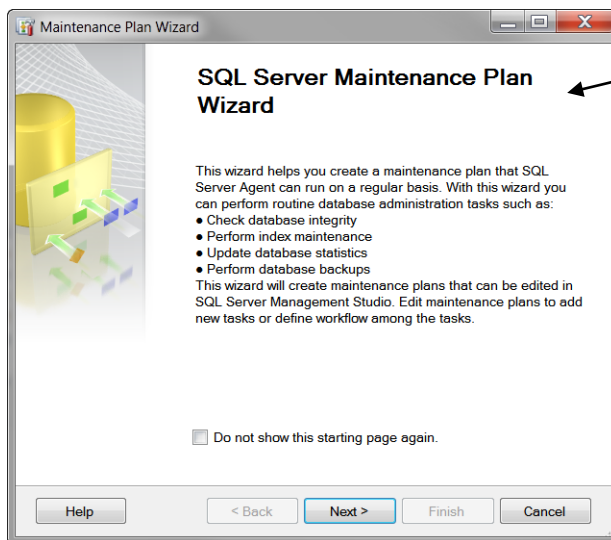 Maintenance Plan Wizard
SQL Server Maintenance Plan
Wizard
This wizard helps you create a maintenance plan that SQL
Server Agent can run on a regular basis. With this wizard you
can perform routine database administration tasks such as:
● Check database integrity
● Perform index maintenance
● Update database statistics
● Perform database backups
This wizard will create maintenance plans that can be edited in
SQL Server Management Studio. Edit maintenance plans to add
new tasks or define workflow among the tasks.
Do not show this starting page again.
Help
< Back
Next >
Finish
Cancel